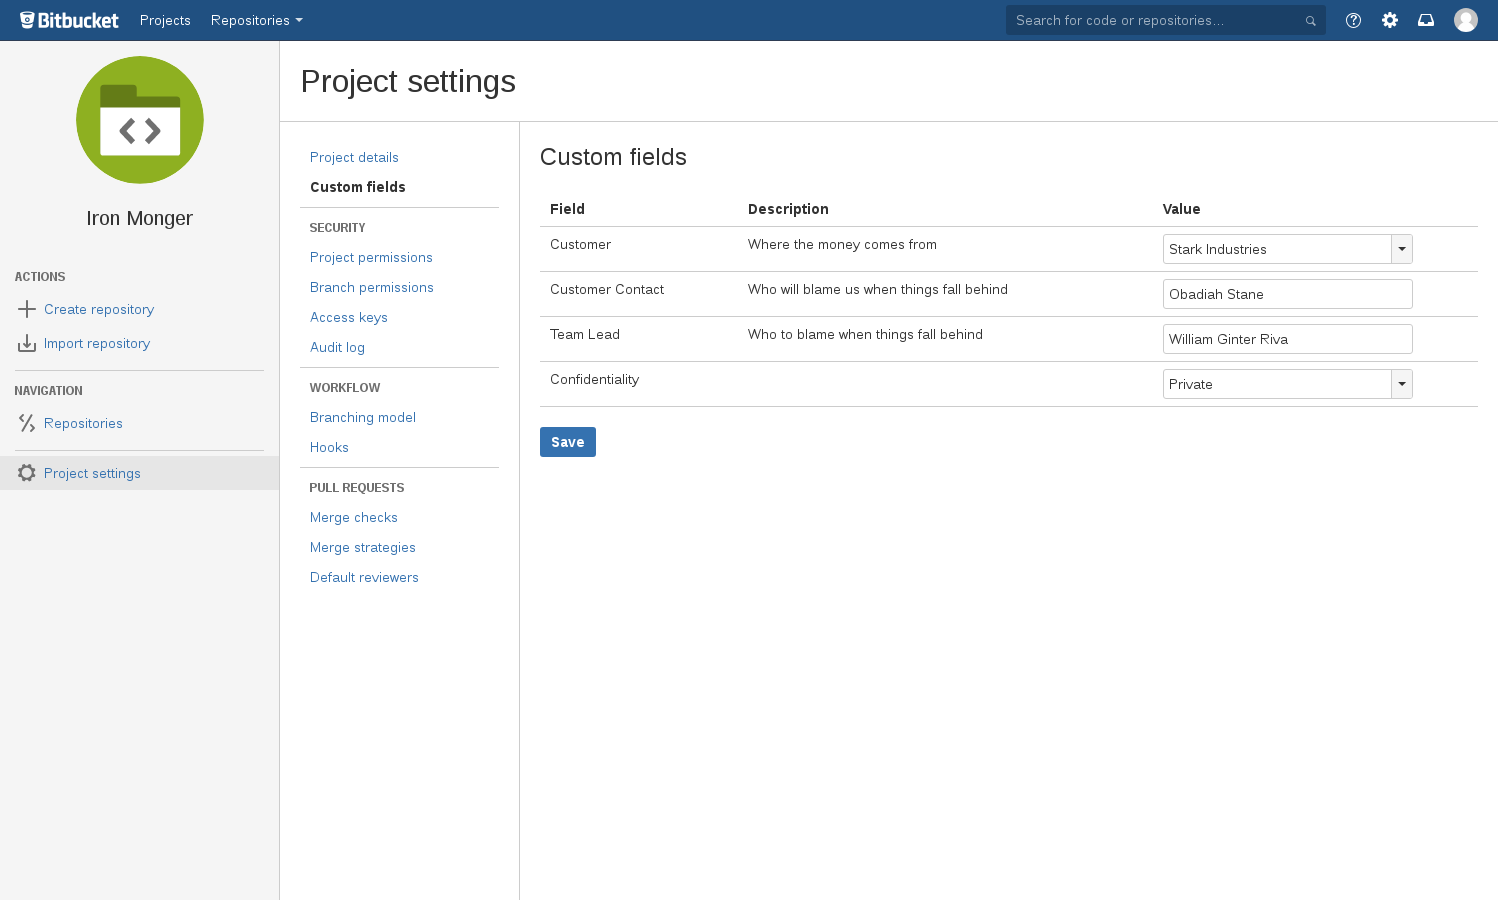 Bitbucket Projects Repositories Search for code or repositories...
Iron Monger
ACTIONS
Create repository
Import repository
NAVIGATION
Repositories
Project settings
Project settings
Project details
Custom fields
SECURITY
Project permissions
Branch permissions
Access keys
Audit log
WORKFLOW
Branching model
Hooks
PULL REQUESTS
Merge checks
Merge strategies
Default reviewers
Custom fields
Field Description Value
Customer Where the money comes from Stark Industries
Customer Contact Who will blame us when things fall behind Obadiah Stane
Team Lead Who to blame when things fall behind William Ginter Riva
Confidentiality Private
Save